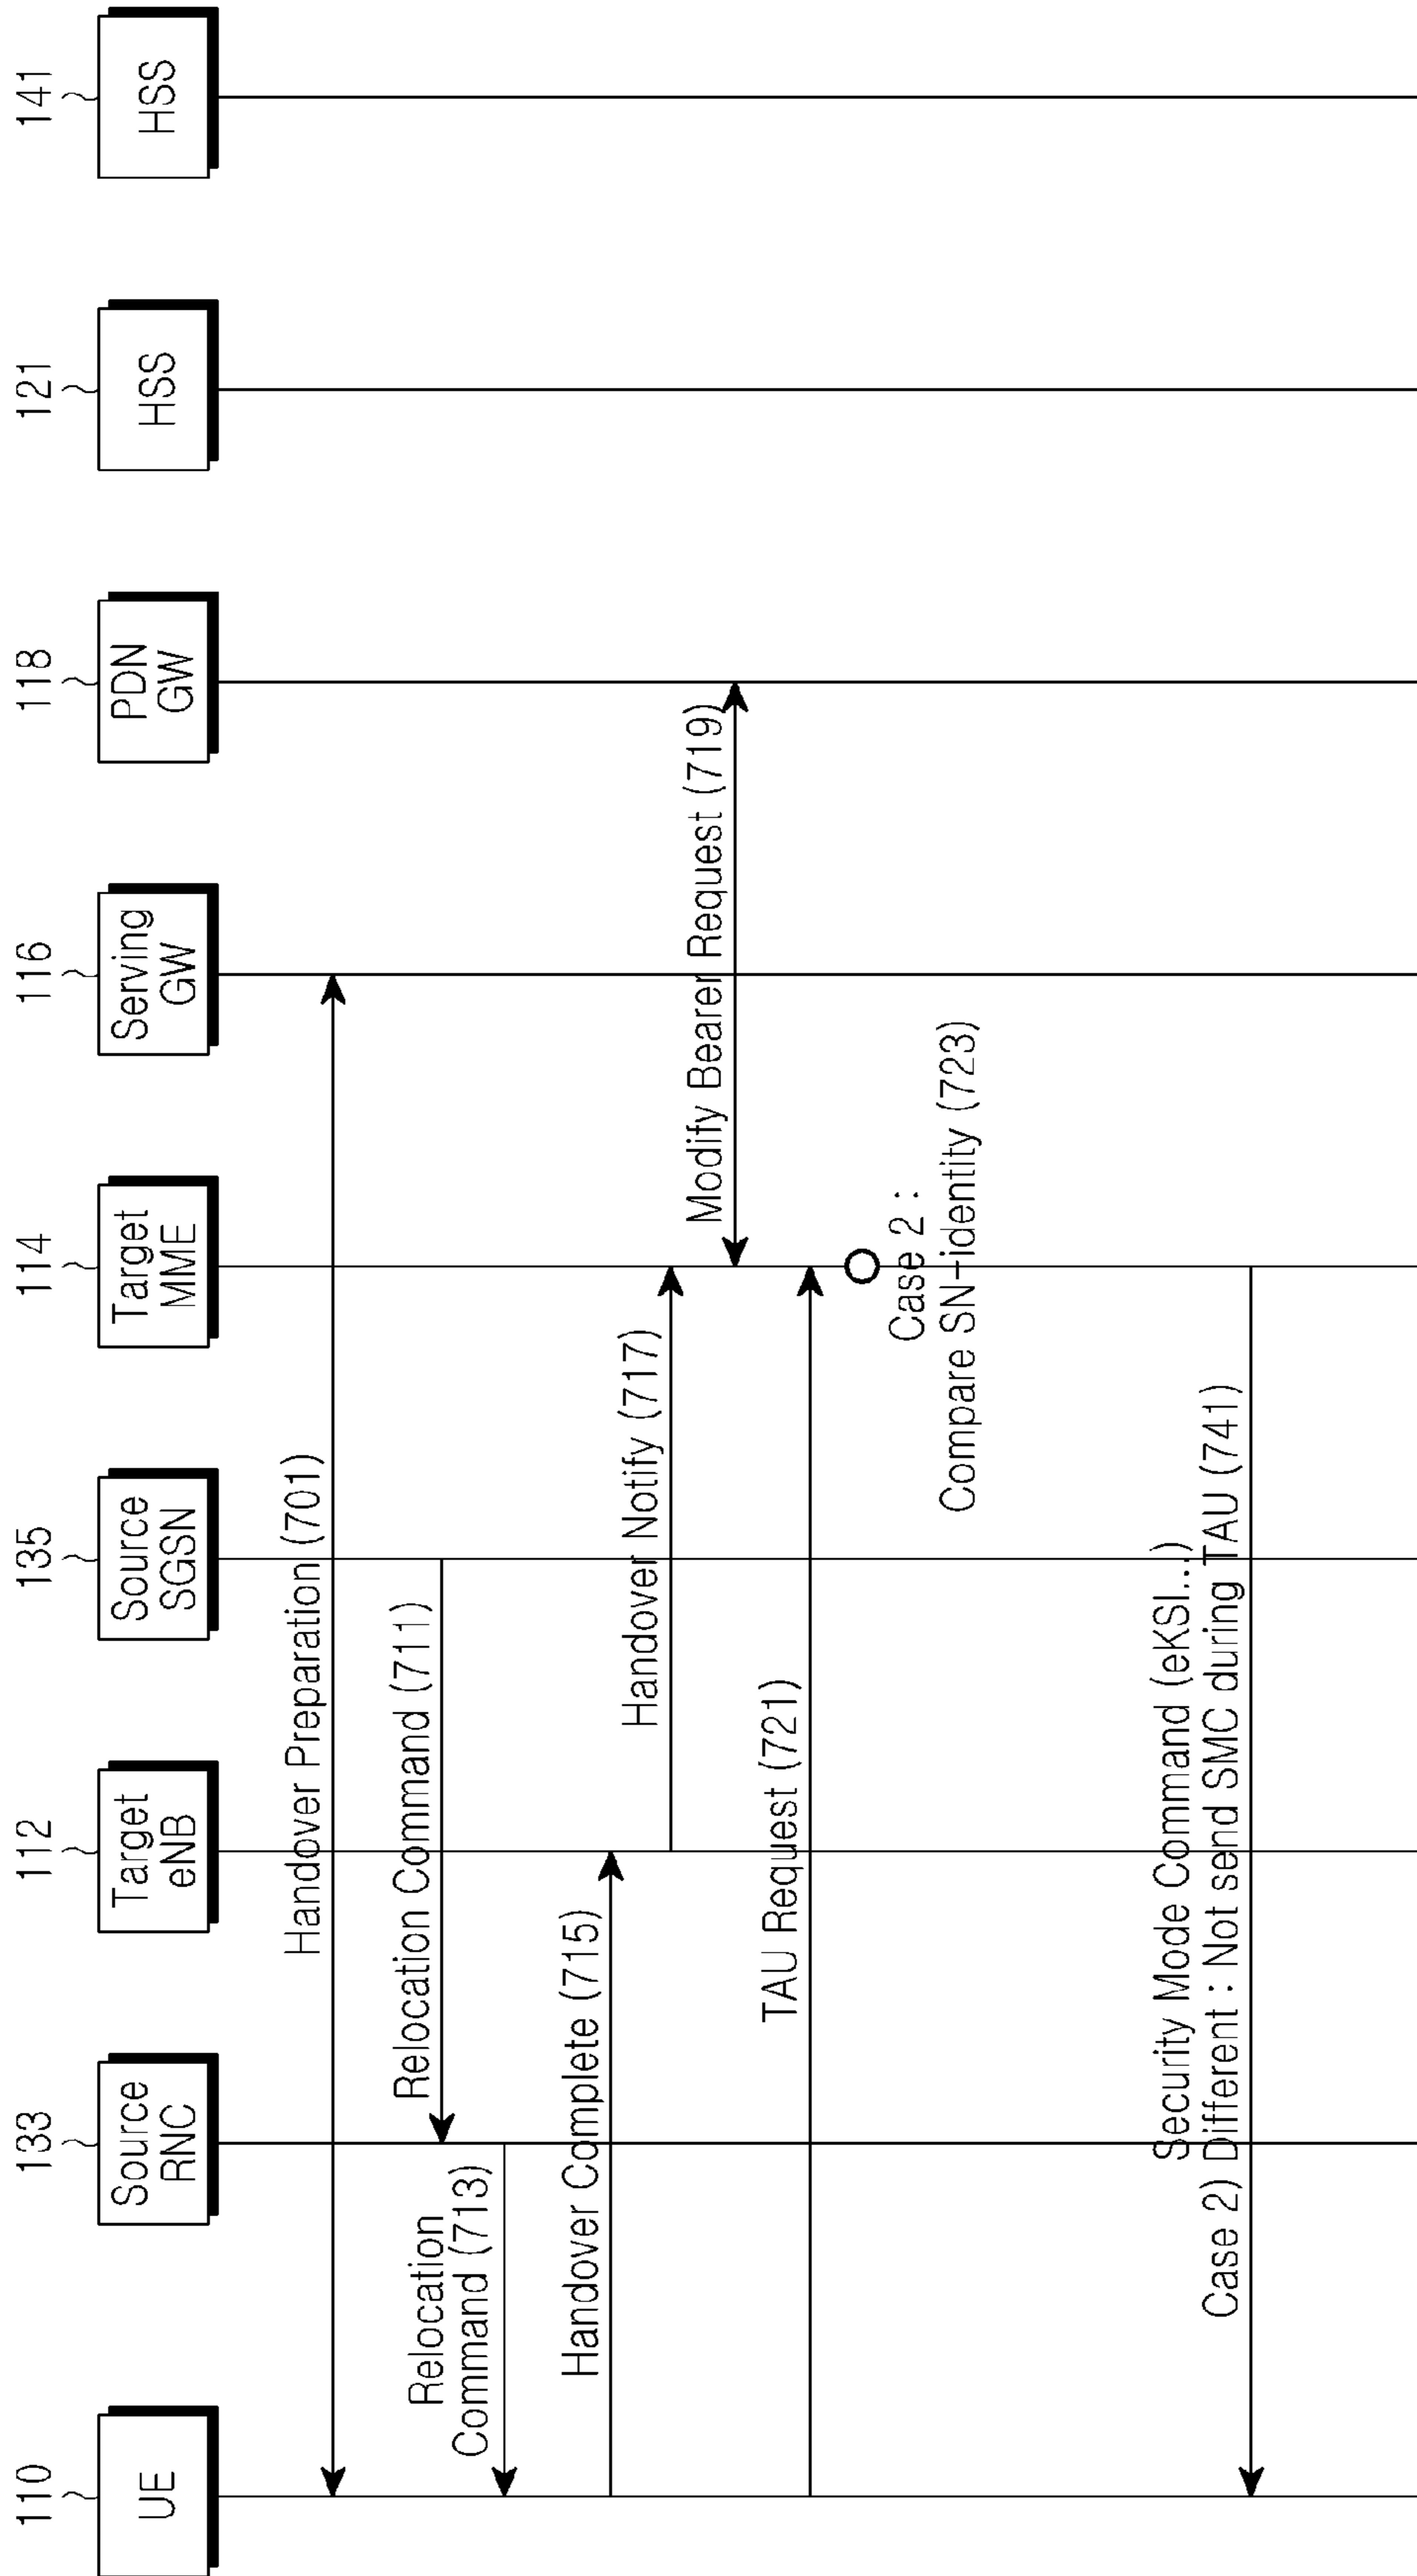 110
133
112
135
114
116
118
121
141
UE
Source
RNC
Target
eNB
Source
SGSN
Target
MME
Serving
GW
PDN
GW
HSS
HSS
Handover Preparation (701)
Relocation Command (711)
Relocation
Command (713)
Handover Complete (715)
Handover Notify (717)
Modify Bearer Request (719)
TAU Request (721)
Case 2 :
Compare SN-identity (723)
Security Mode Command (eKSI...)
Case 2) Different : Not send SMC during TAU (741)